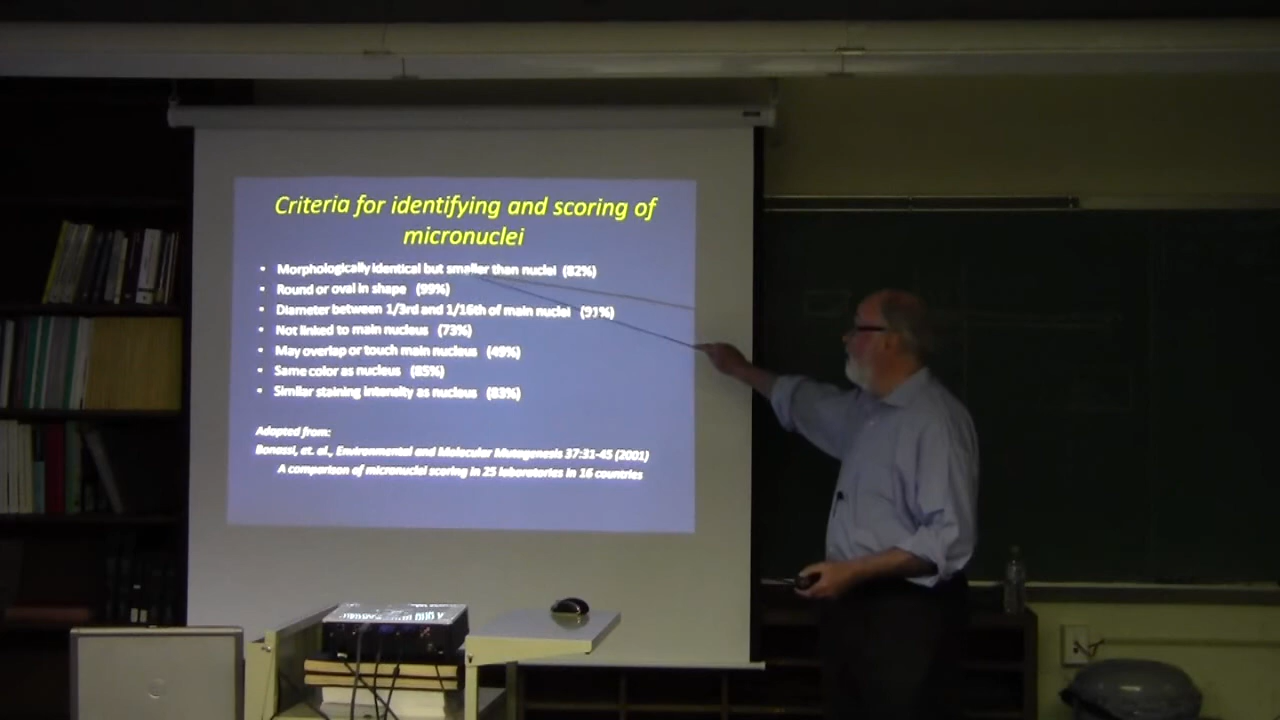 Criteria for identifying and scoring of
micronuclei
• Morphologically identical but smaller than nuclei (82%)
• Round or oval in shape (99%)
• Diameter between 1/3rd and 1/16th of main nuclei (91%)
• Not linked to main nucleus (73%)
• May overlap or touch main nucleus (49%)
• Same color as nucleus (85%)
• Similar staining intensity as nucleus (83%)
Adapted from:
Bonassi, et. al., Environmental and Molecular Mutagenesis 37:31-45 (2001)
A comparison of micronuclei scoring in 25 laboratories in 16 countries